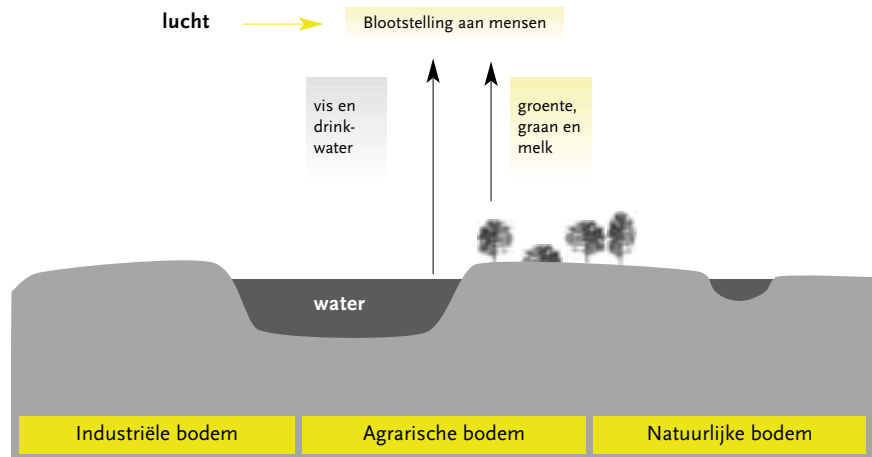 lucht
Blootstelling aan mensen
vis en
drink-
water
groente,
graan en
melk
water
Industriële bodem
Agrarische bodem
Natuurlijke bodem